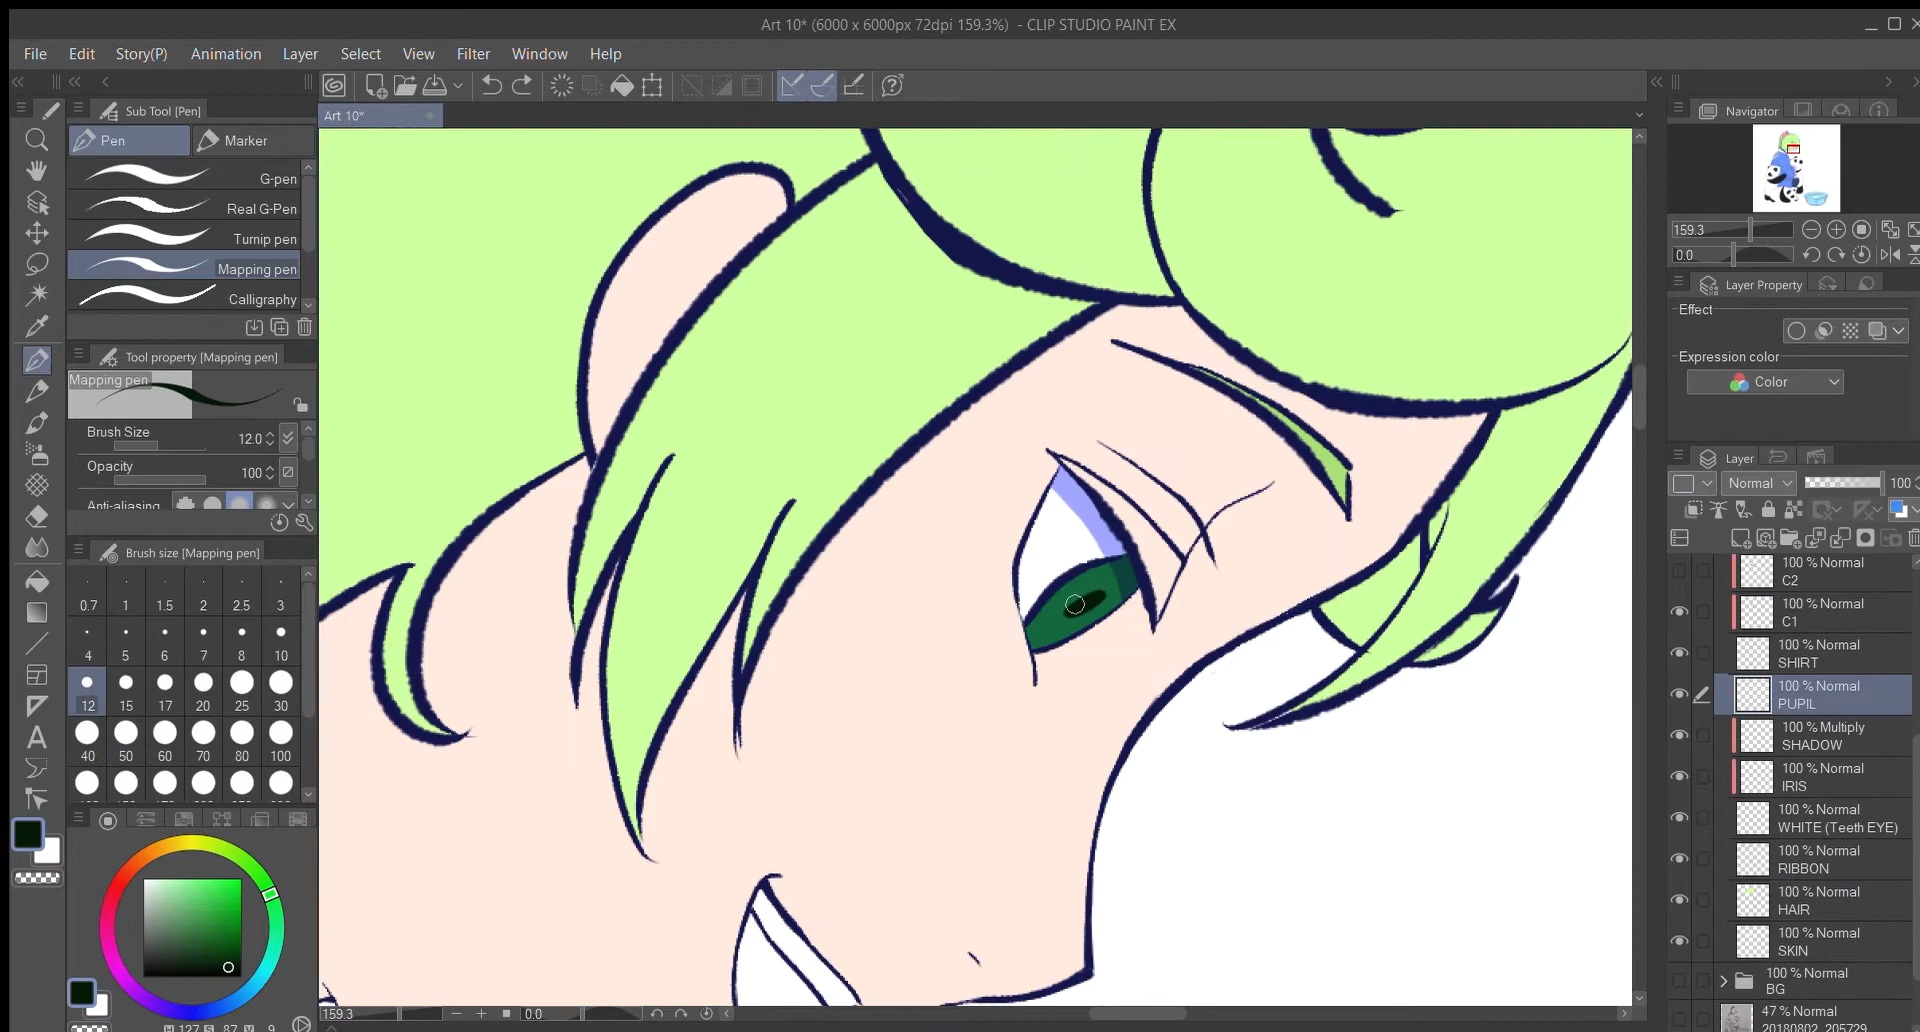 Art 10* (6000 x 6000px 72dpi 159.3%) - CLIP STUDIO PAINT EX
File Edit Story(P) Animation Layer Select View Filter Window Help
Sub Tool [Pen]
Art 10*
Pen Marker
G-pen
Real G-Pen
Turnip pen
Mapping pen
Calligraphy
Tool property [Mapping pen]
Mapping pen
Brush Size 12.0
Opacity 100
Anti-aliasing
Brush size [Mapping pen]
0.7 1 1.5 2 2.5 3
4 5 6 7 8 10
12 15 17 20 25 30
40 50 60 70 80 100
H 127 S 87 V 9
159.3 0.0
Navigator
159.3
0.0
Layer Property
Effect
Expression color
Color
Layer
Normal 100
100 % Normal
C2
100 % Normal
C1
100 % Normal
SHIRT
100 % Normal
PUPIL
100 % Multiply
SHADOW
100 % Normal
IRIS
100 % Normal
WHITE (Teeth EYE)
100 % Normal
RIBBON
100 % Normal
HAIR
100 % Normal
SKIN
100 % Normal
BG
47 % Normal
20180802_205729